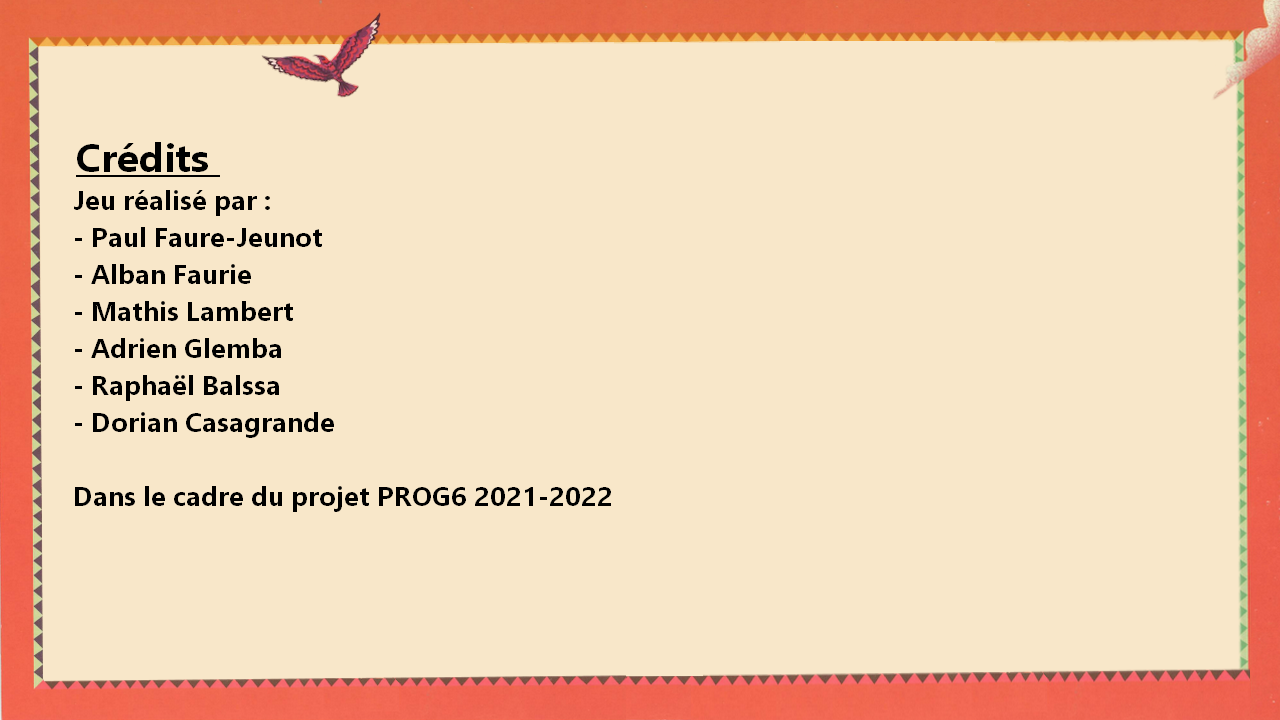 Crédits
Jeu réalisé par :
- Paul Faure-Jeunot
- Alban Faurie
- Mathis Lambert
- Adrien Glemba
- Raphaël Balssa
- Dorian Casagrande
Dans le cadre du projet PROG6 2021-2022